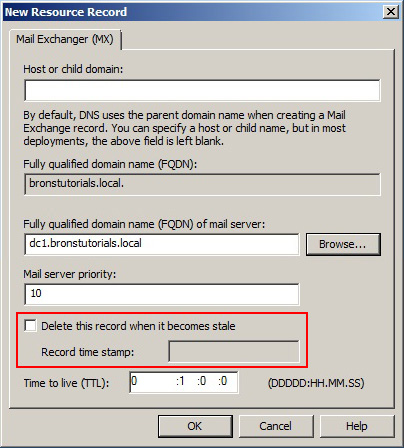 New Resource Record
Mail Exchanger (MX)
Host or child domain:
By default, DNS uses the parent domain name when creating a Mail
Exchange record. You can specify a host or child name, but in most
deployments, the above field is left blank.
Fully qualified domain name (FQDN):
bronstutorials.local.
Fully qualified domain name (FQDN) of mail server:
dc1.bronstutorials.local Browse...
Mail server priority:
10
Delete this record when it becomes stale
Record time stamp:
Time to live (TTL): 0 :1 :0 :0 (DDDDD:HH.MM.SS)
OK Cancel Help